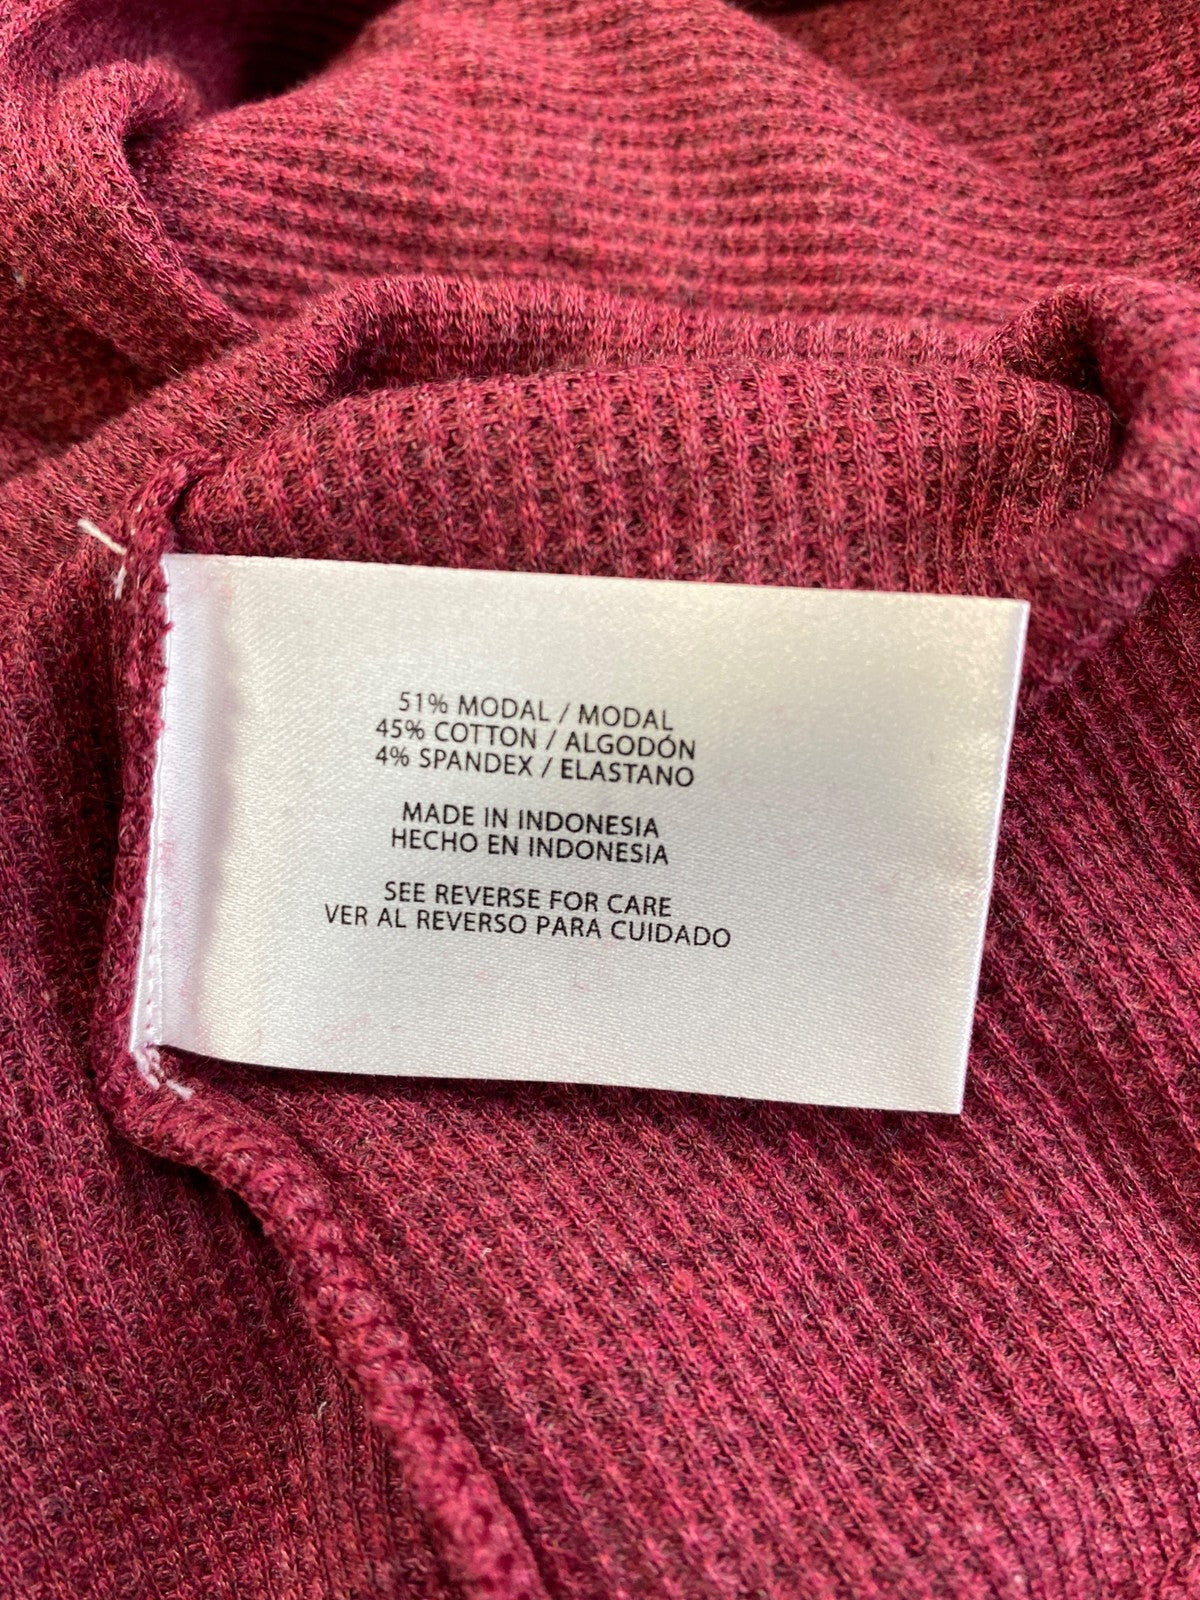 51% MODAL / MODAL
45% COTTON / ALGODÓN
4% SPANDEX / ELASTANO
MADE IN INDONESIA
HECHO EN INDONESIA
SEE REVERSE FOR CARE
VER AL REVERSO PARA CUIDADO